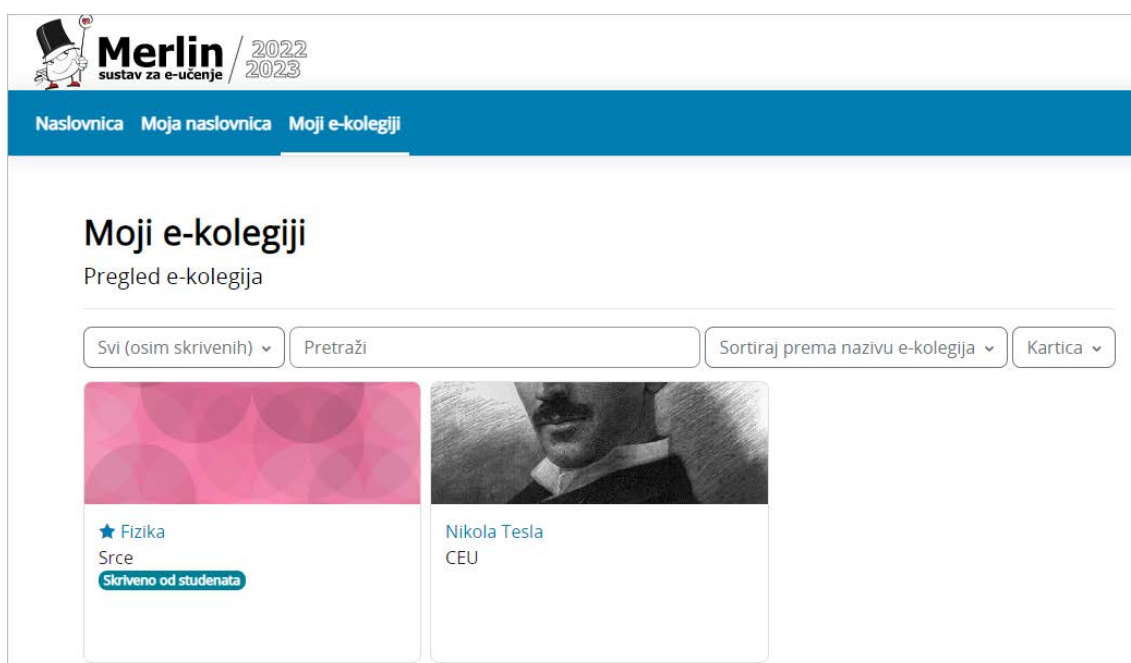 Merlin
sustav za e-učenje
2022
2023
Naslovnica Moja naslovnica Moji e-kolegiji
Moji e-kolegiji
Pregled e-kolegija
Svi (osim skrivenih) Pretraži Sortiraj prema nazivu e-kolegija Kartica
Fizika
Srce
Skriveno od studenata
Nikola Tesla
CEU